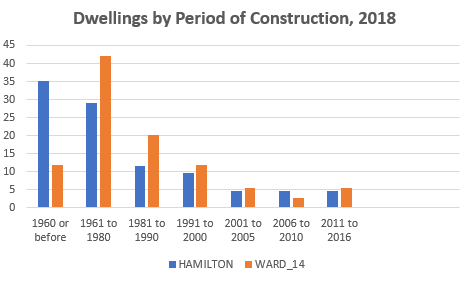 Dwellings by Period of Construction, 2018
45
40
35
30
25
20
15
10
5
0
1960 or before
1961 to 1980
1981 to 1990
1991 to 2000
2001 to 2005
2006 to 2010
2011 to 2016
HAMILTON WARD_14